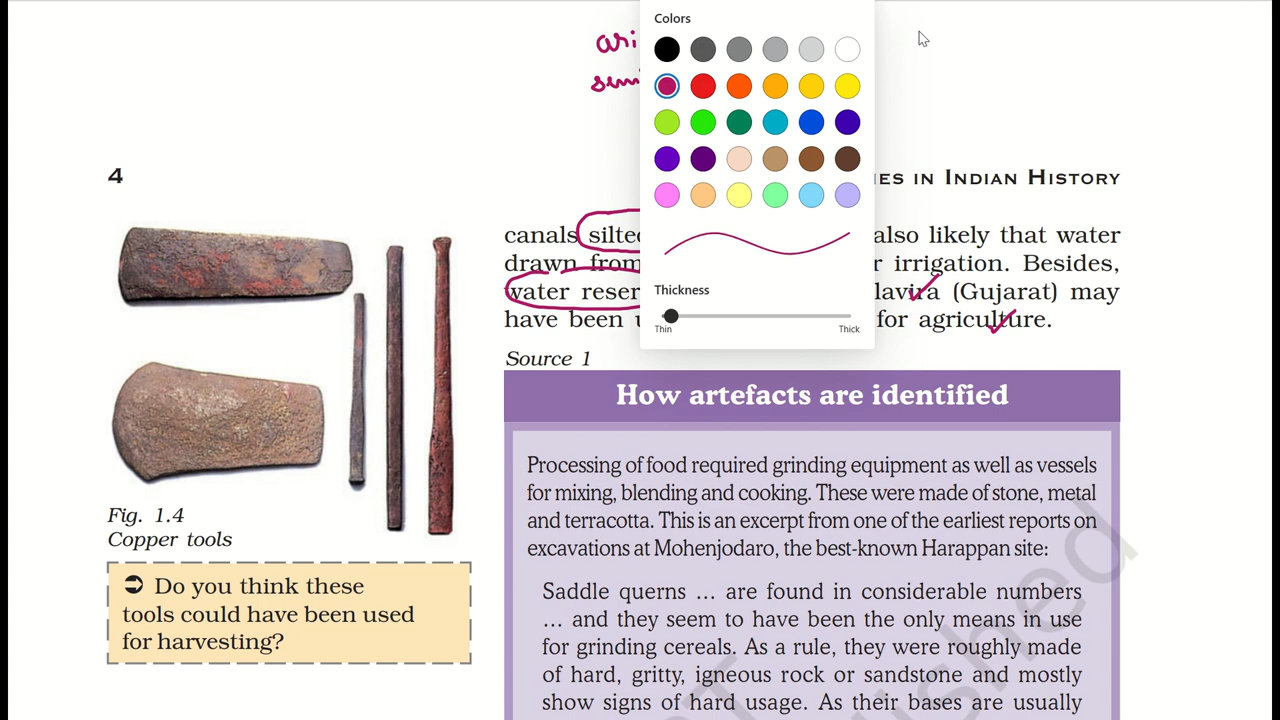 Colors
ari
4
IES IN INDIAN HISTORY
canals silted also likely that water
drawn from r irrigation. Besides,
water reser lavira (Gujarat) may
have been u for agriculture.
Thickness
Thin Thick
Source 1
How artefacts are identified
Processing of food required grinding equipment as well as vessels
for mixing, blending and cooking. These were made of stone, metal
and terracotta. This is an excerpt from one of the earliest reports on
excavations at Mohenjodaro, the best-known Harappan site:
Saddle querns … are found in considerable numbers
… and they seem to have been the only means in use
for grinding cereals. As a rule, they were roughly made
of hard, gritty, igneous rock or sandstone and mostly
show signs of hard usage. As their bases are usually
Fig. 1.4
Copper tools
➲ Do you think these
tools could have been used
for harvesting?